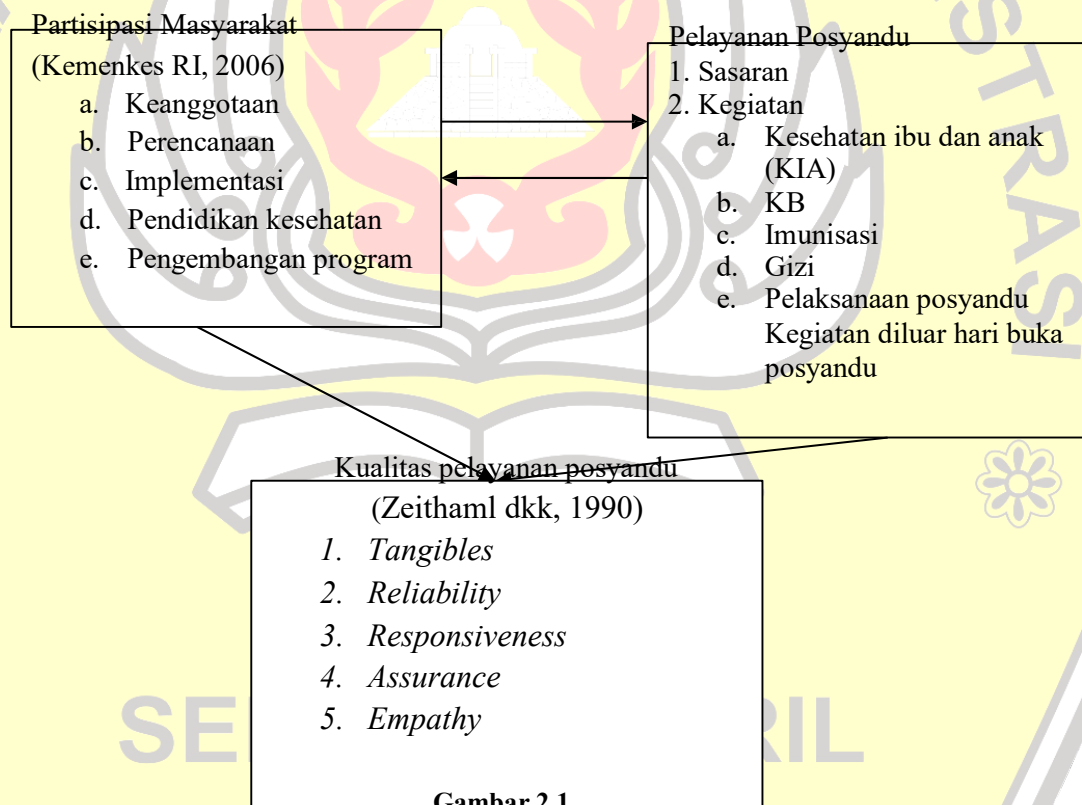 Partisipasi Masyarakat
(Kemenkes RI, 2006)
a. Keanggotaan
b. Perencanaan
c. Implementasi
d. Pendidikan kesehatan
e. Pengembangan program
Pelayanan Posyandu
1. Sasaran
2. Kegiatan
a. Kesehatan ibu dan anak
(KIA)
b. KB
c. Imunisasi
d. Gizi
e. Pelaksanaan posyandu
Kegiatan diluar hari buka
posyandu
Kualitas pelayanan posyandu
(Zeithaml dkk, 1990)
1. Tangibles
2. Reliability
3. Responsiveness
4. Assurance
5. Empathy
Gambar 2.1